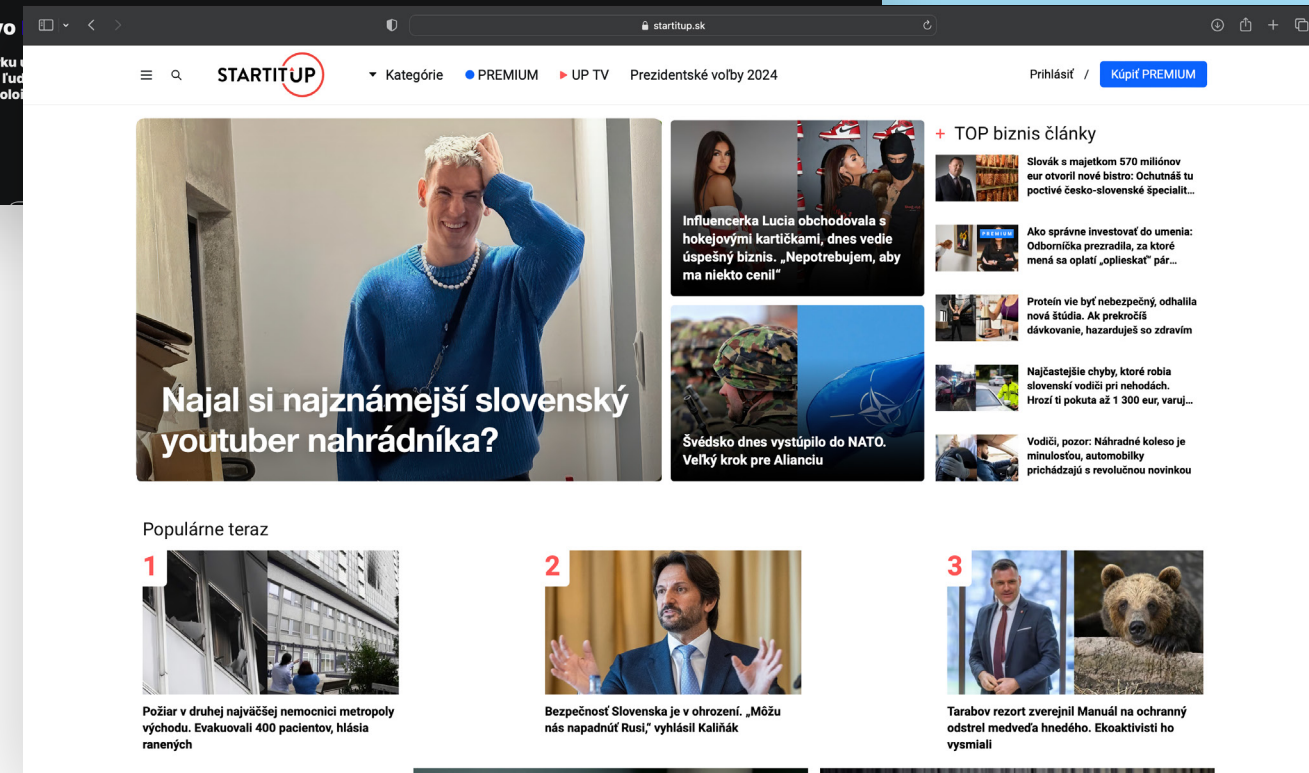 vo
startitup.sk
ku u
ľud
oloi
STARTITUP
Kategórie
PREMIUM
UP TV
Prezidentské voľby 2024
Prihlásiť /
Kúpiť PREMIUM
Najal si najznámejší slovenský
youtuber nahrádníka?
Influencerka Lucia obchodovala s
hokejovými kartičkami, dnes vedie
úspešný biznis. „Nepotrebujem, aby
ma niekto cenil“
Švédsko dnes vystúpilo do NATO.
Veľký krok pre Alianciu
+ TOP biznis články
Slovák s majetkom 570 miliónov
eur otvoril nové bistro: Ochutnáš tu
poctivé česko-slovenské špecialit...
PREMIUM
Ako správne investovať do umenia:
Odborníčka prezradila, za ktoré
mená sa oplatí „oplieskať“ pár...
Proteín vie byť nebezpečný, odhalila
nová štúdia. Ak prekročíš
dávkovanie, hazarduješ so zdravím
Najčastejšie chyby, ktoré robia
slovenskí vodiči pri nehodách.
Hrozí ti pokuta až 1 300 eur, varuj...
Vodiči, pozor: Náhradné koleso je
minulosťou, automobilky
prichádzajú s revolučnou novinkou
Populárne teraz
1
Požiar v druhej najväčšej nemocnici metropoly
východu. Evakuovali 400 pacientov, hlásia
ranených
2
Bezpečnosť Slovenska je v ohrození. „Môžu
nás napadnúť Rusi,“ vyhlásil Kaliňák
3
Tarabov rezort zverejnil Manuál na ochranný
odstrel medveďa hnedého. Ekoaktivisti ho
vysmiali